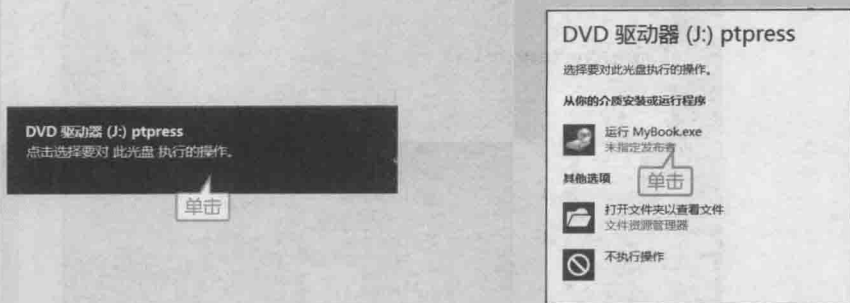 DVD 驱动器 (J:) ptpress
点击选择要对 此光盘 执行的操作。
单击
DVD 驱动器 (J:) ptpress
选择要对此光盘执行的操作。
从你的介质安装或运行程序
运行 MyBook.exe
未指定发布者
单击
其他选项
打开文件夹以查看文件
文件资源管理器
不执行操作